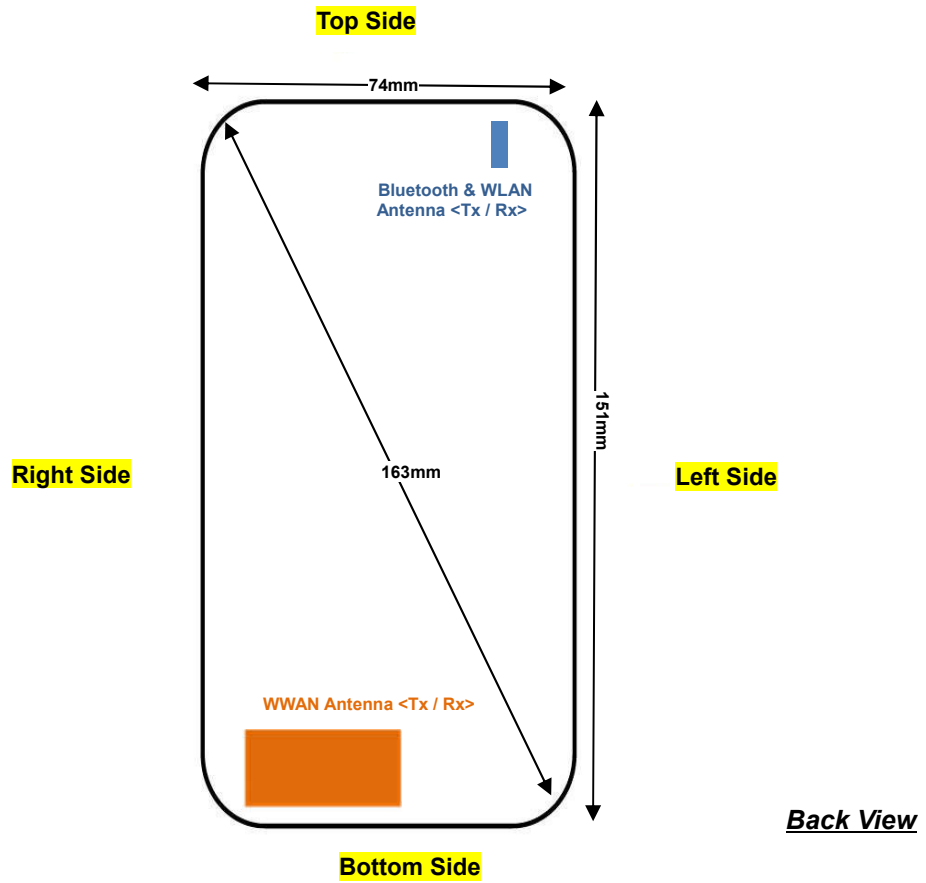 Top Side
74mm
Bluetooth & WLAN
Antenna <Tx / Rx>
151mm
Right Side
163mm
Left Side
WWAN Antenna <Tx / Rx>
Back View
Bottom Side